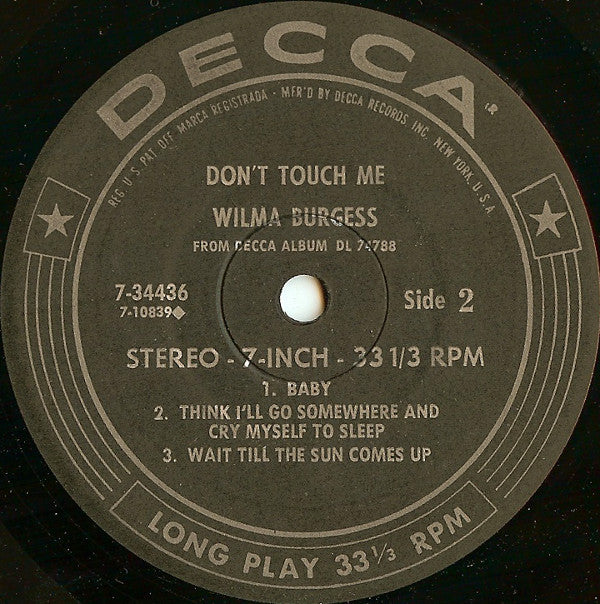 DECCA
®
REG U.S. PAT OFF. MARCA REGISTRADA - MFR'D BY DECCA RECORDS INC. NEW YORK, U.S.A.
DON'T TOUCH ME
WILMA BURGESS
FROM DECCA ALBUM DL 74788
7-34436
7-10839◆
Side 2
STEREO - 7-INCH - 33 1/3 RPM
1. BABY
2. THINK I'LL GO SOMEWHERE AND
CRY MYSELF TO SLEEP
3. WAIT TILL THE SUN COMES UP
LONG PLAY 33⅓ RPM